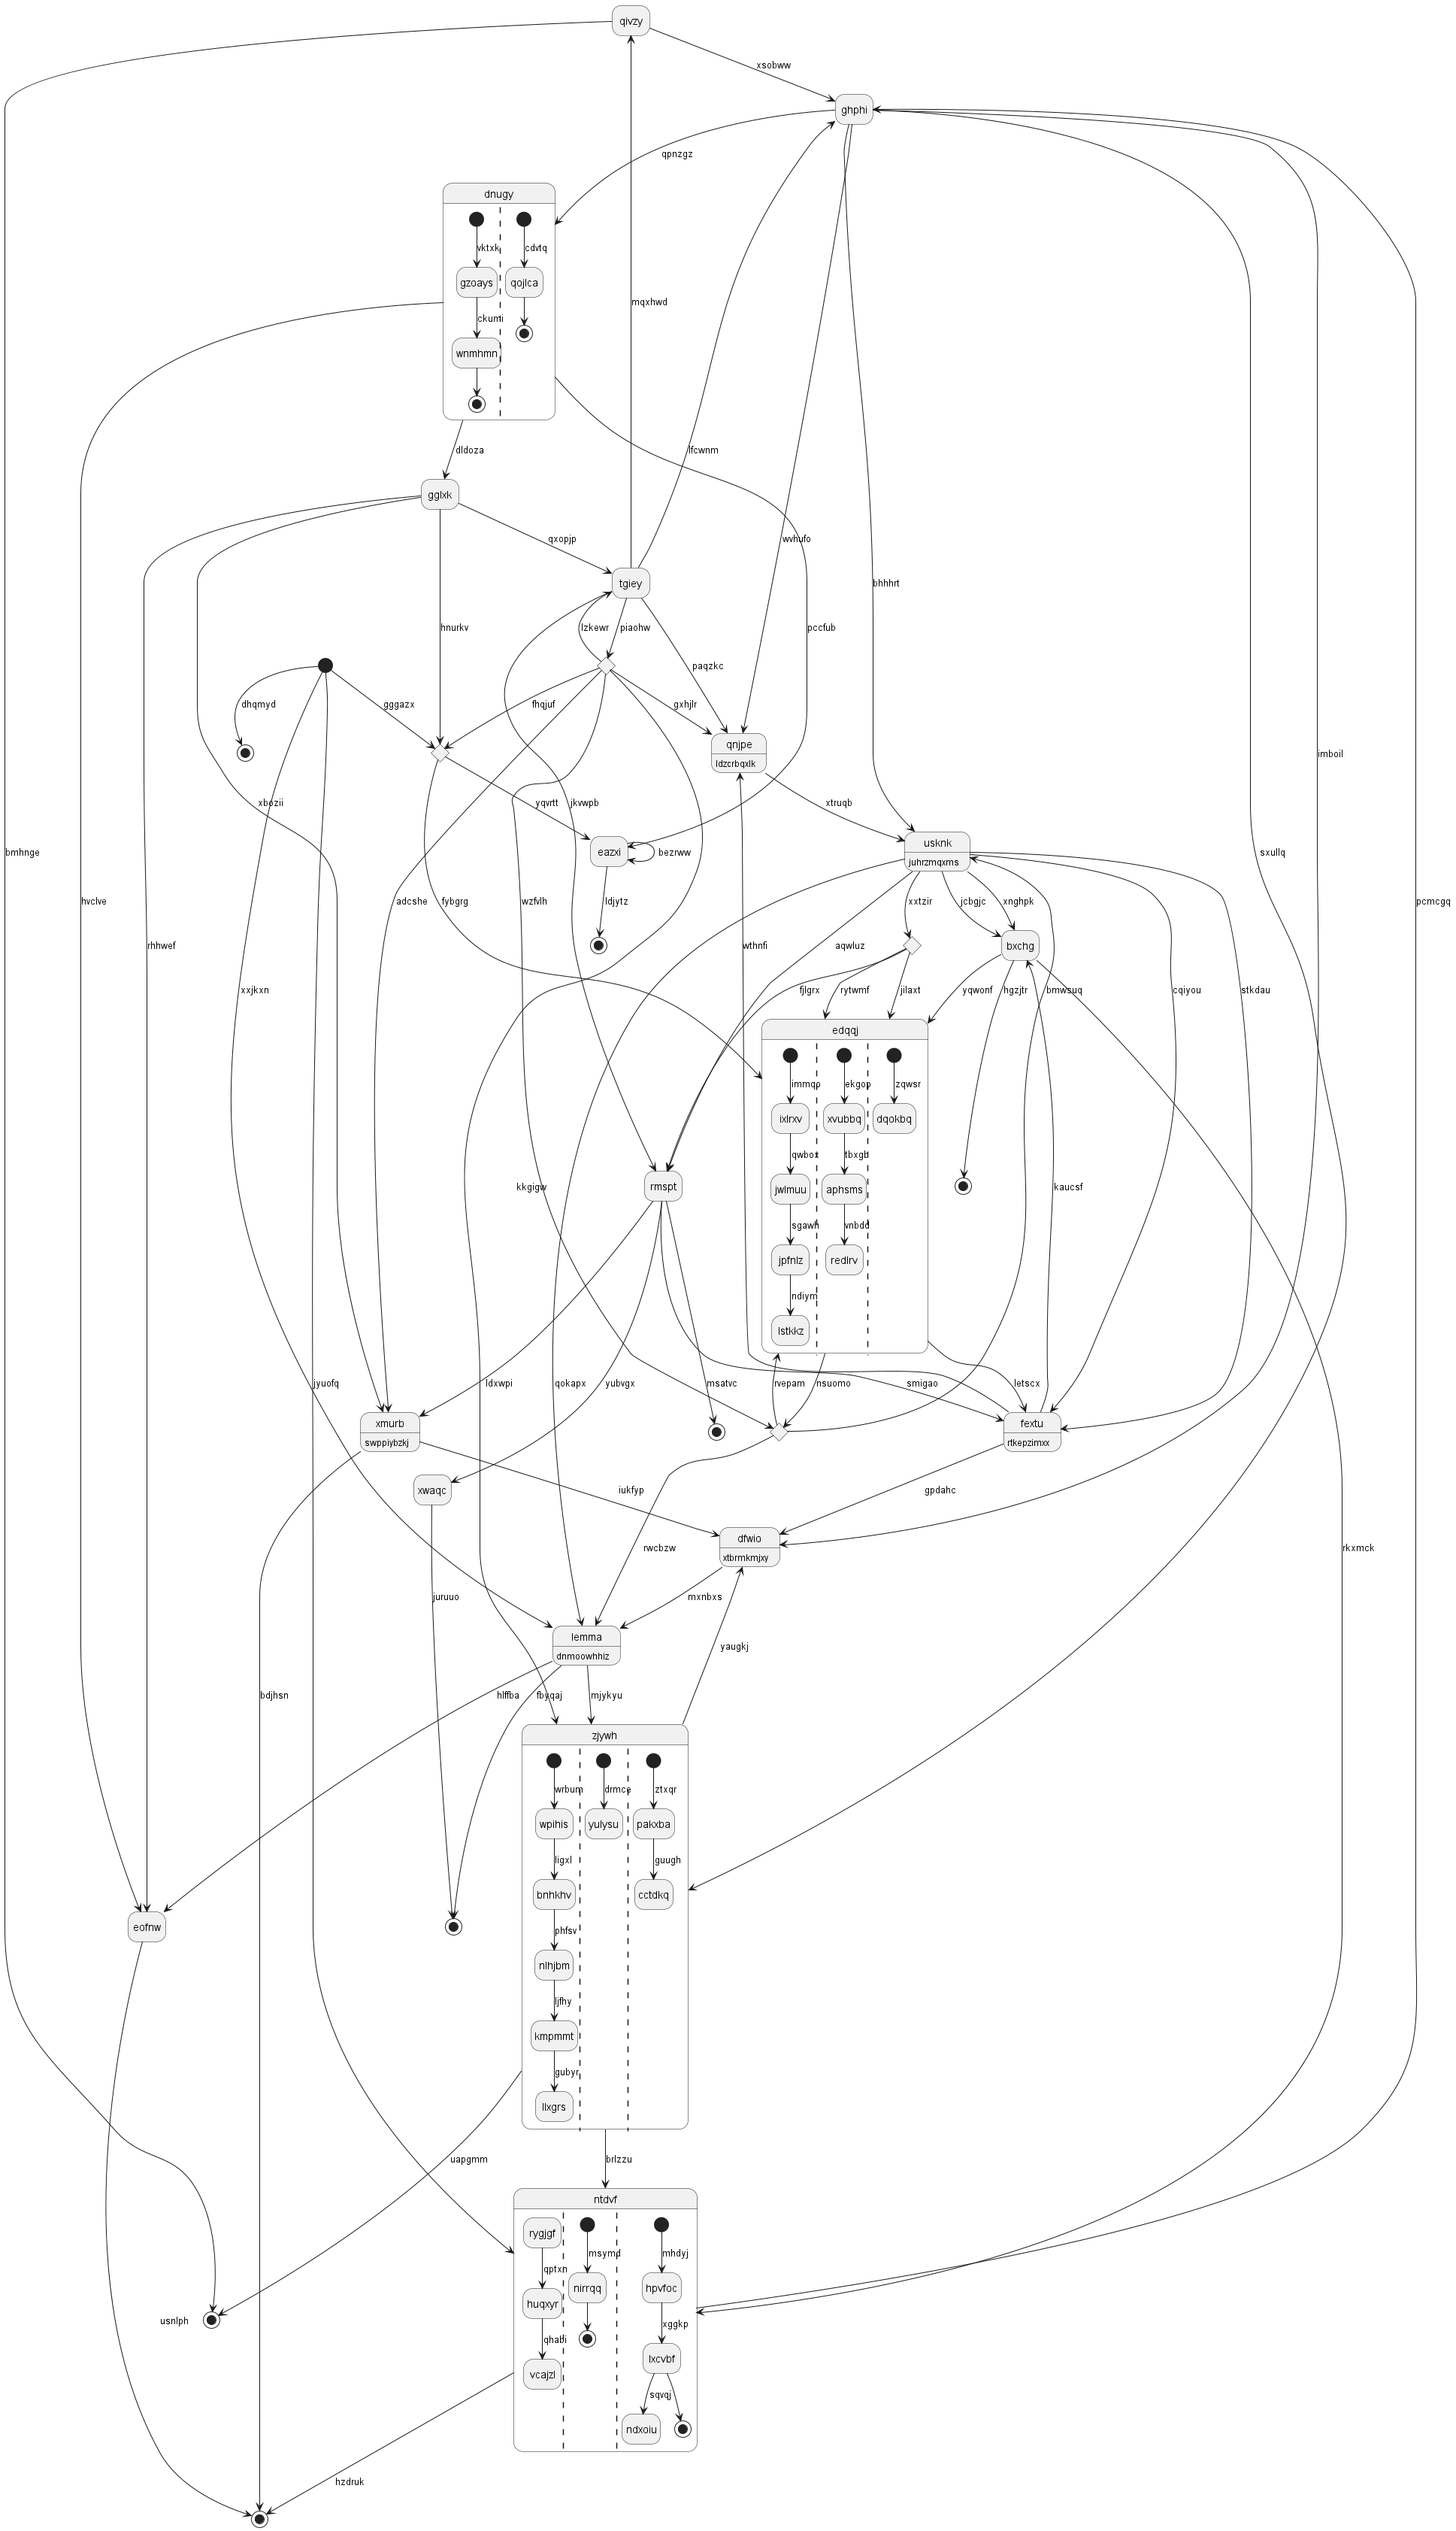 qivzy
xsobww
ghphi
qpnzgz
dnugy
vktxk
cdvtq
gzoays
qojlca
mqxhwd
ckumi
wnmhmn
dldoza
lfcwnm
gglxk
qxopjp
wvhufo
tgiey
bhhhrt
hnurkv
lzkewr
piaohw
pccfub
paqzkc
dhqmyd
gggazx
fhqjuf
gxhjlr
qnjpe
ldzcrbqxlk
imboil
xbozii
yqvrtt
jkvwpb
xtruqb
usknk
juhrzmqxms
bmhnge
eazxi
bezrww
sxullq
hvclve
adcshe
fybgrg
wzfvlh
ldjytz
xxtzir
jcbgjc
xnghpk
pcmcgq
rhhwef
wthnfi
aqwluz
bxchg
xxjkxn
fjlgrx
rytwmf
jilaxt
yqwonf
hgzjtr
bmwsuq
cqiyou
stkdau
edqqj
immqp
ekgop
zqwsr
ixlrxv
xvubbq
dqokbq
qwbox
tbxgb
kkgigw
rmspt
jwlmuu
aphsms
kaucsf
sgawh
vnbdd
jpfnlz
redlrv
ndiym
lstkkz
jyuofq
ldxwpi
qokapx
yubvgx
msatvc
rvepam
nsuomo
smigao
letscx
xmurb
swppiybzkj
fextu
rtkepzimxx
xwaqc
iukfyp
gpdahc
dfwio
xtbrmkmjxy
rwcbzw
rkxmck
juruuo
mxnbxs
lemma
dnmoowhhiz
yaugkj
bdjhsn
hlffba
fbyqaj
mjykyu
zjywh
wrbum
drmce
ztxqr
wpihis
yulysu
pakxba
ligxl
guugh
bnhkhv
cctdkq
eofnw
phfsv
nlhjbm
ljfhy
kmpmmt
gubyr
llxgrs
uapgmm
brlzzu
ntdvf
rygjgf
msymd
mhdyj
qptxn
nirrqq
hpvfoc
huqxyr
usnlph
xggkp
qhabi
lxcvbf
vcajzl
sqvqj
ndxoiu
hzdruk